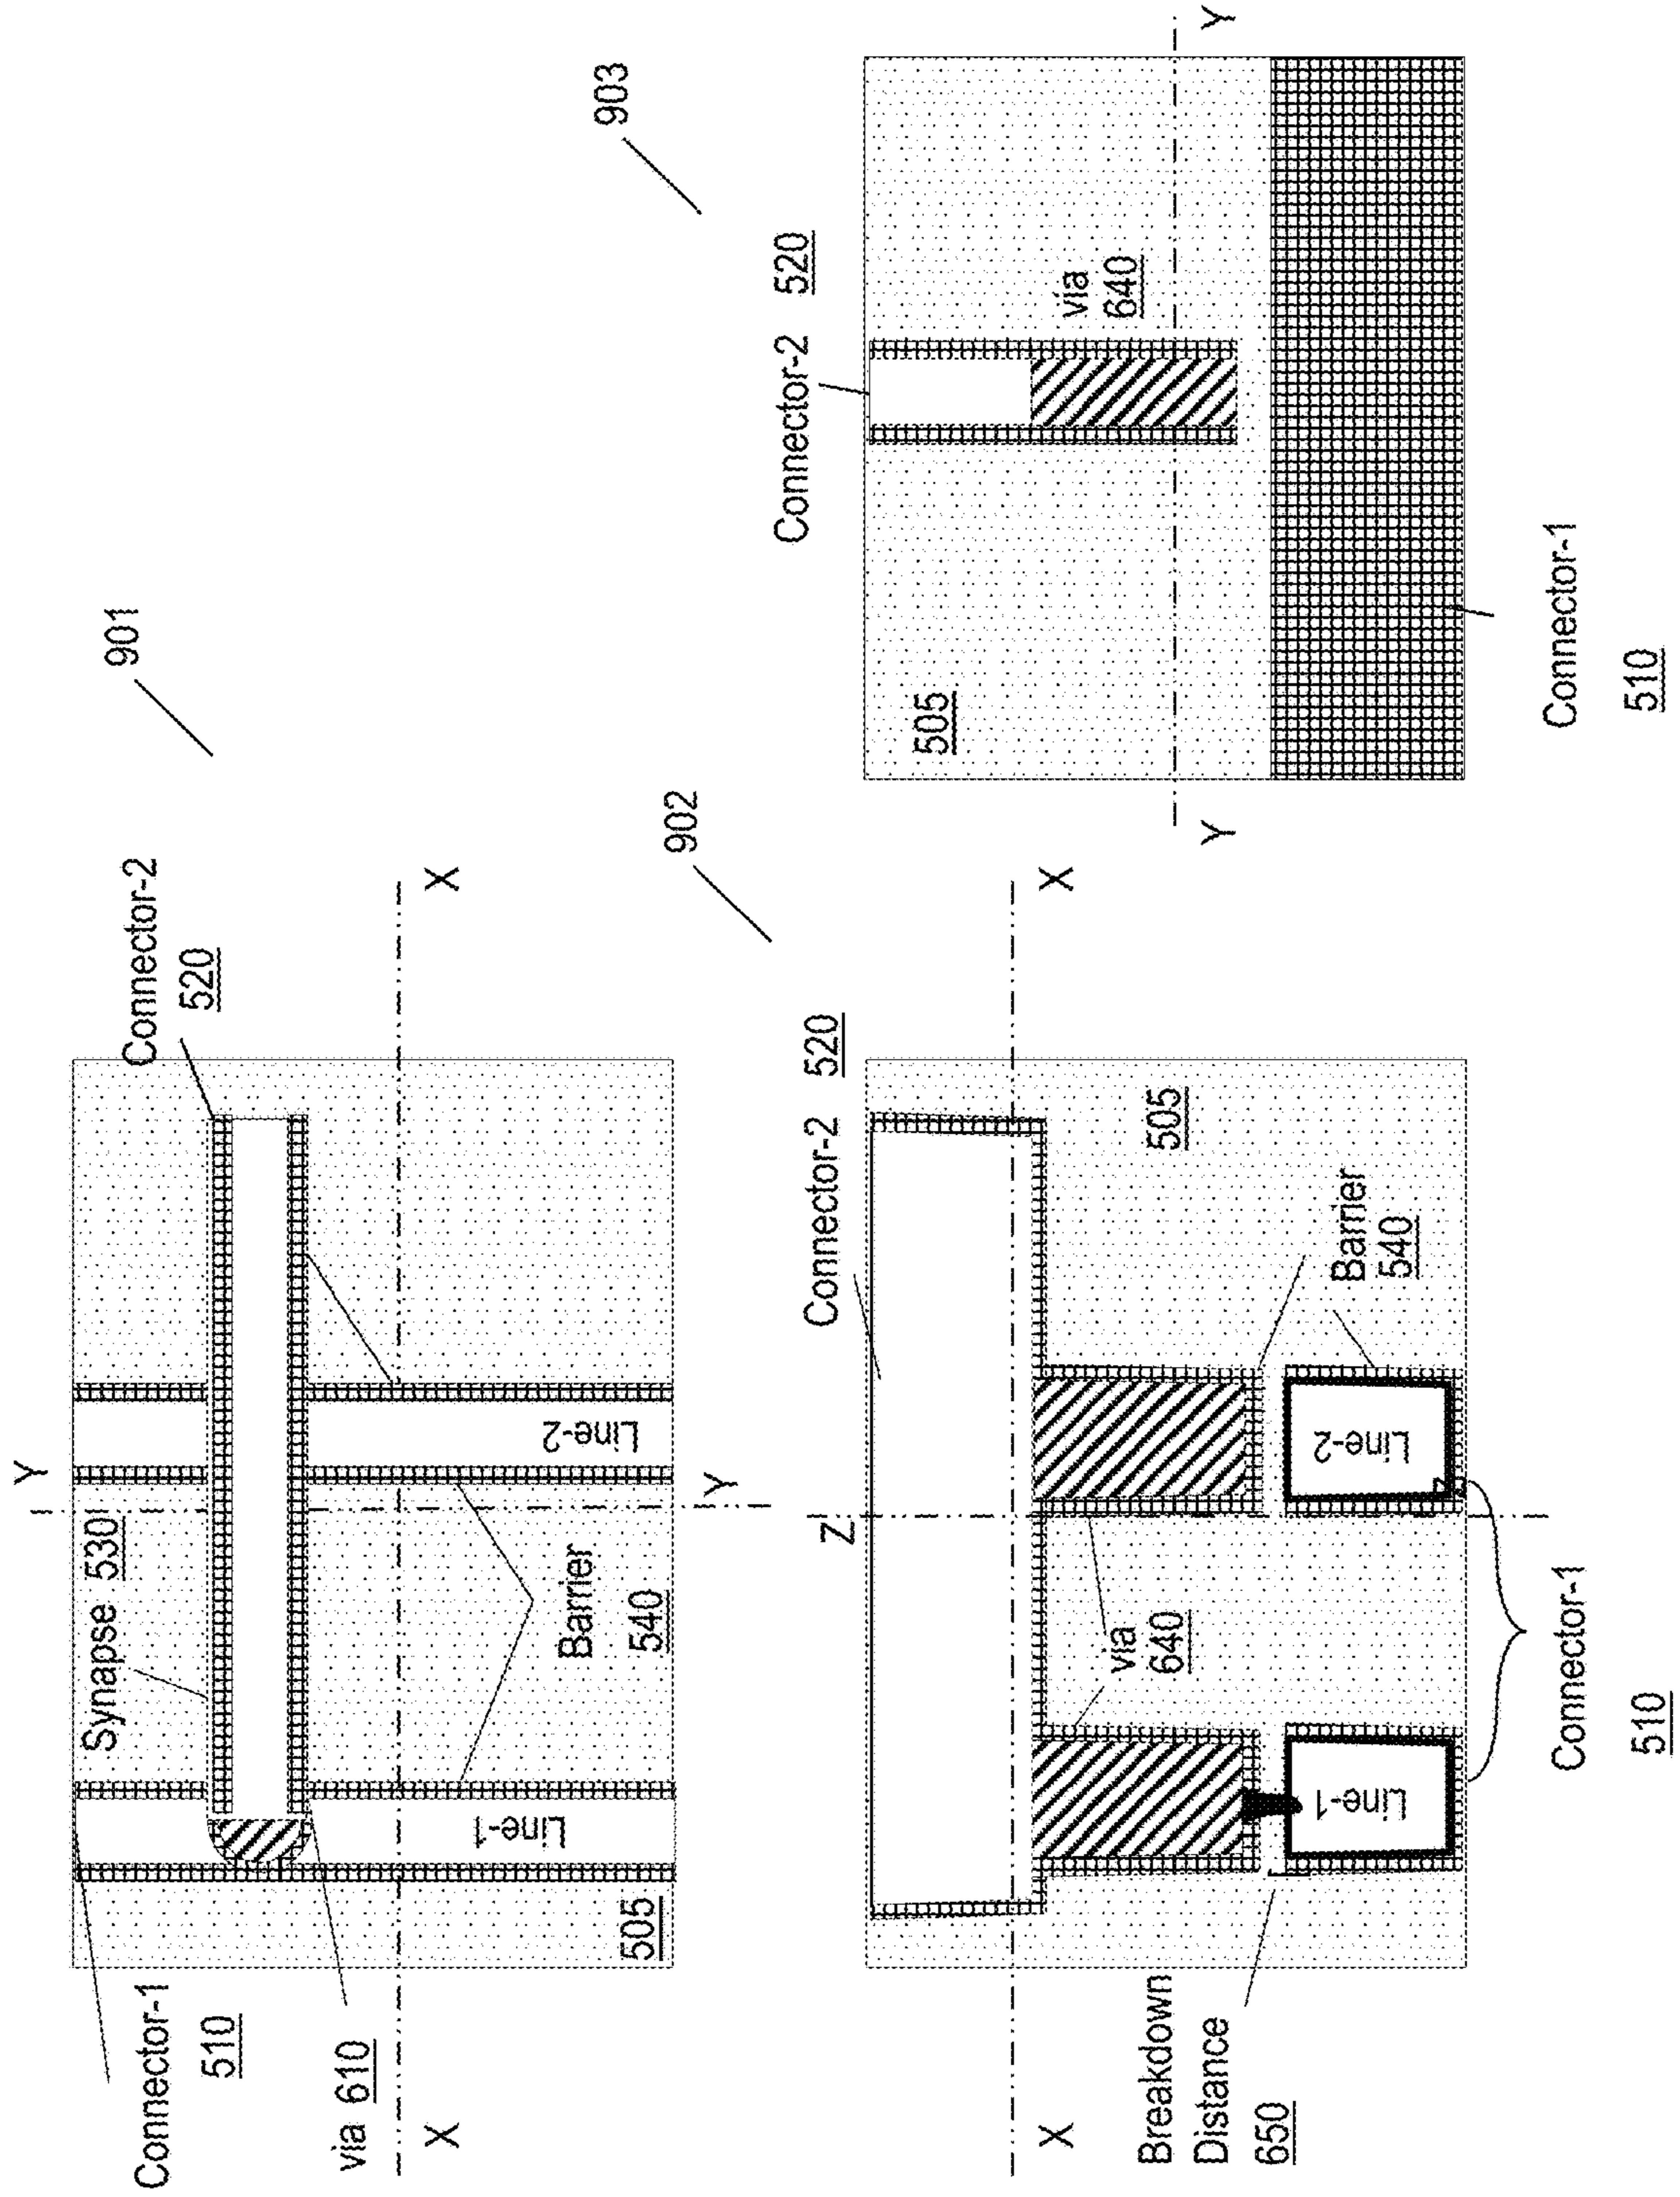 901
Connector-1
510
via 610
X
505
Line-1
Synapse 530
Barrier
540
Y
Y
Line-2
Connector-2
520
X
902
Breakdown
Distance
650
X
Z
via
640
Line-1
Line-2
Connector-2 520
505
Barrier
540
X
Connector-1
510
903
Connector-2 520
via
640
505
Y
Y
Connector-1
510